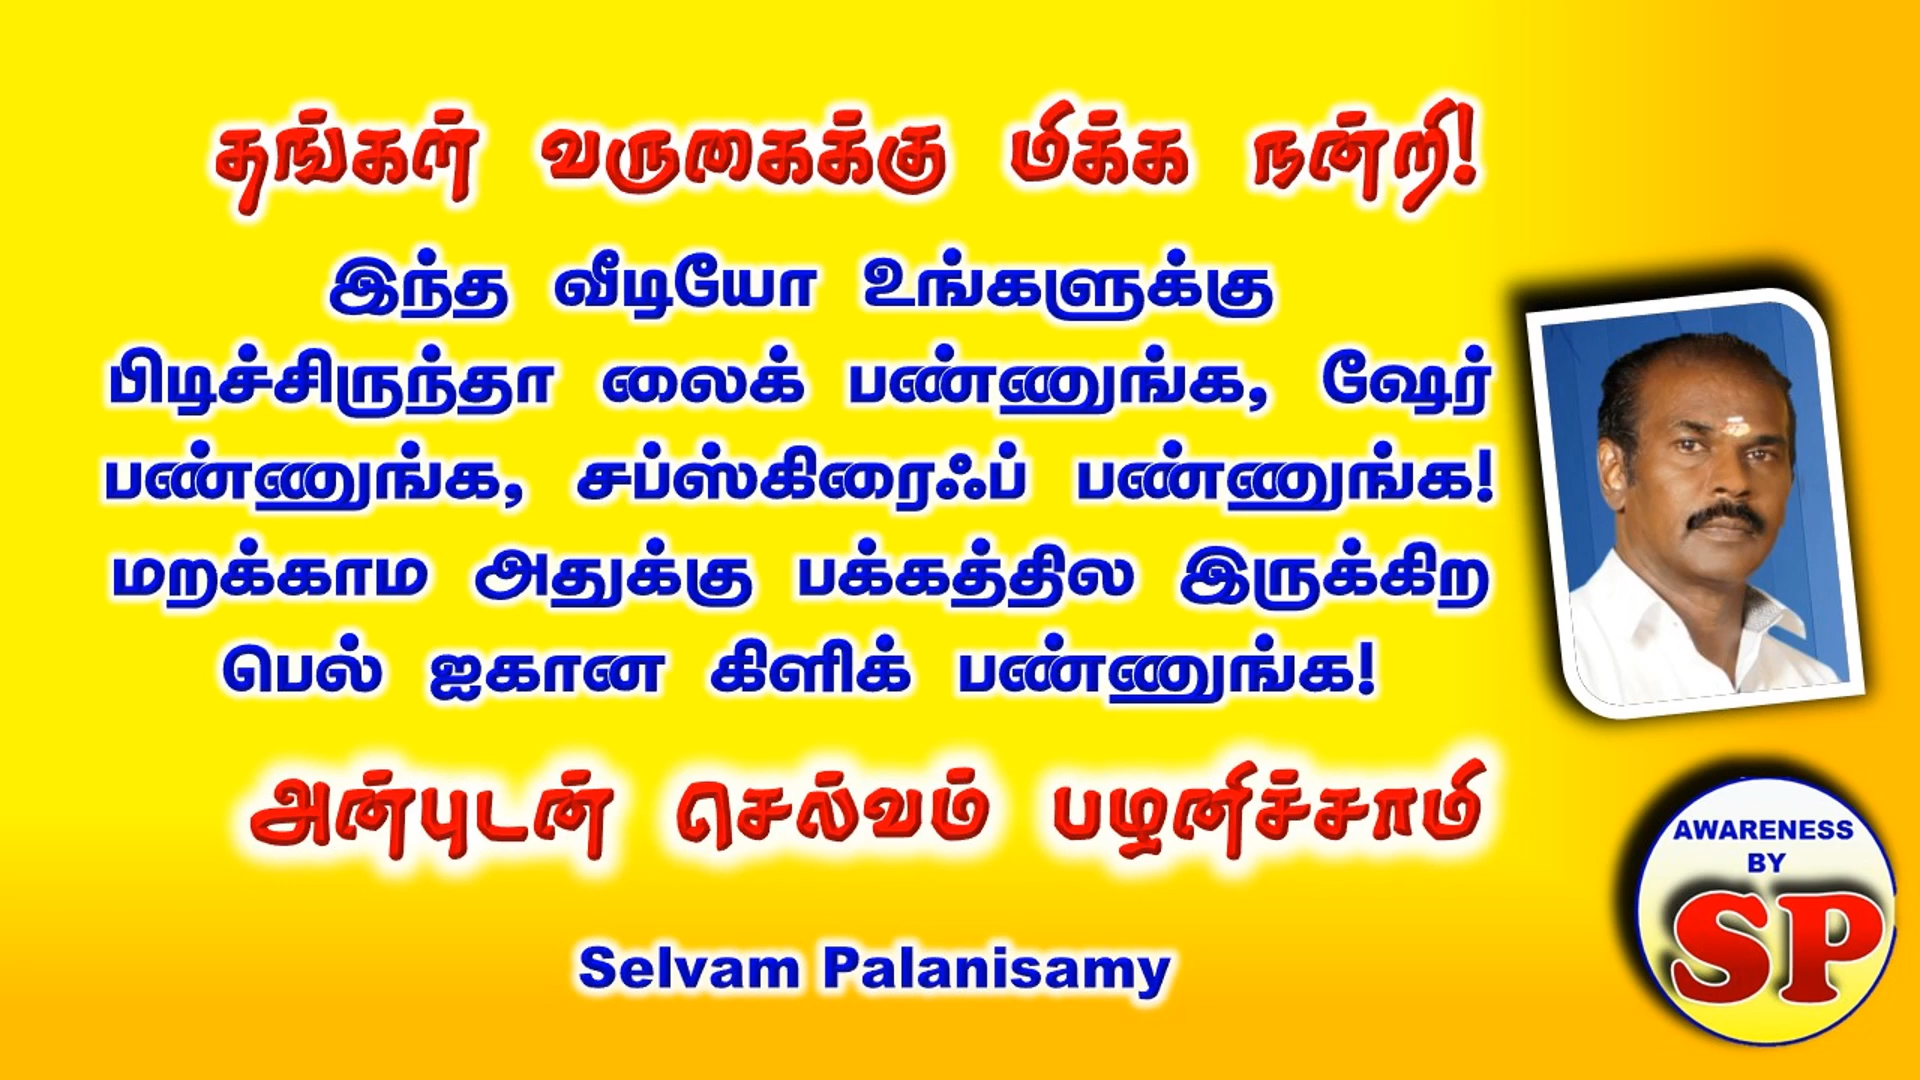 தங்கள் வருகைக்கு மிக்க நன்றி!
இந்த வீடியோ உங்களுக்கு
பிடிச்சிருந்தா லைக் பண்ணுங்க, ஷேர்
பண்ணுங்க, சப்ஸ்கிரைஃப் பண்ணுங்க!
மறக்காம அதுக்கு பக்கத்தில இருக்கிற
பெல் ஐகான கிளிக் பண்ணுங்க!
அன்புடன் செல்வம் பழனிச்சாமி
Selvam Palanisamy
AWARENESS
BY
SP